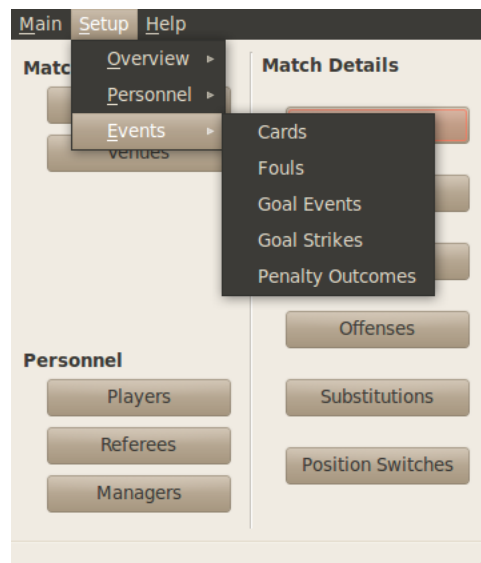 Main Setup Help
Matc
Overview
Match Details
Personnel
Events
Cards
Venues
Fouls
Goal Events
Goal Strikes
Penalty Outcomes
Offenses
Personnel
Players
Substitutions
Referees
Position Switches
Managers